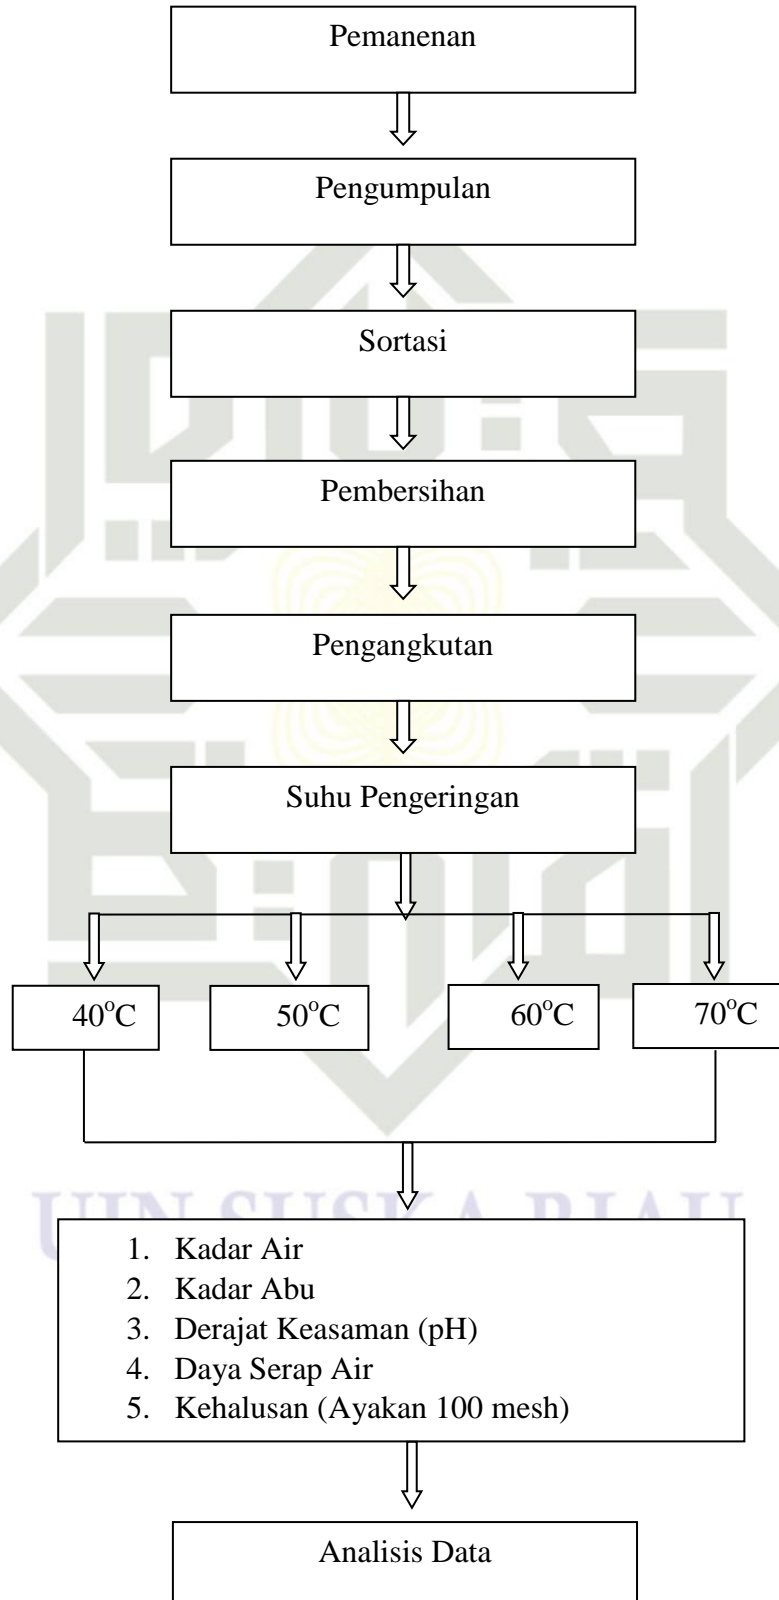 Pemanenan
Pengumpulan
Sortasi
Pembersihan
Pengangkutan
Suhu Pengeringan
40°C 50°C 60°C 70°C
UIN SUSKA RIAU
1. Kadar Air
2. Kadar Abu
3. Derajat Keasaman (pH)
4. Daya Serap Air
5. Kehalusan (Ayakan 100 mesh)
Analisis Data